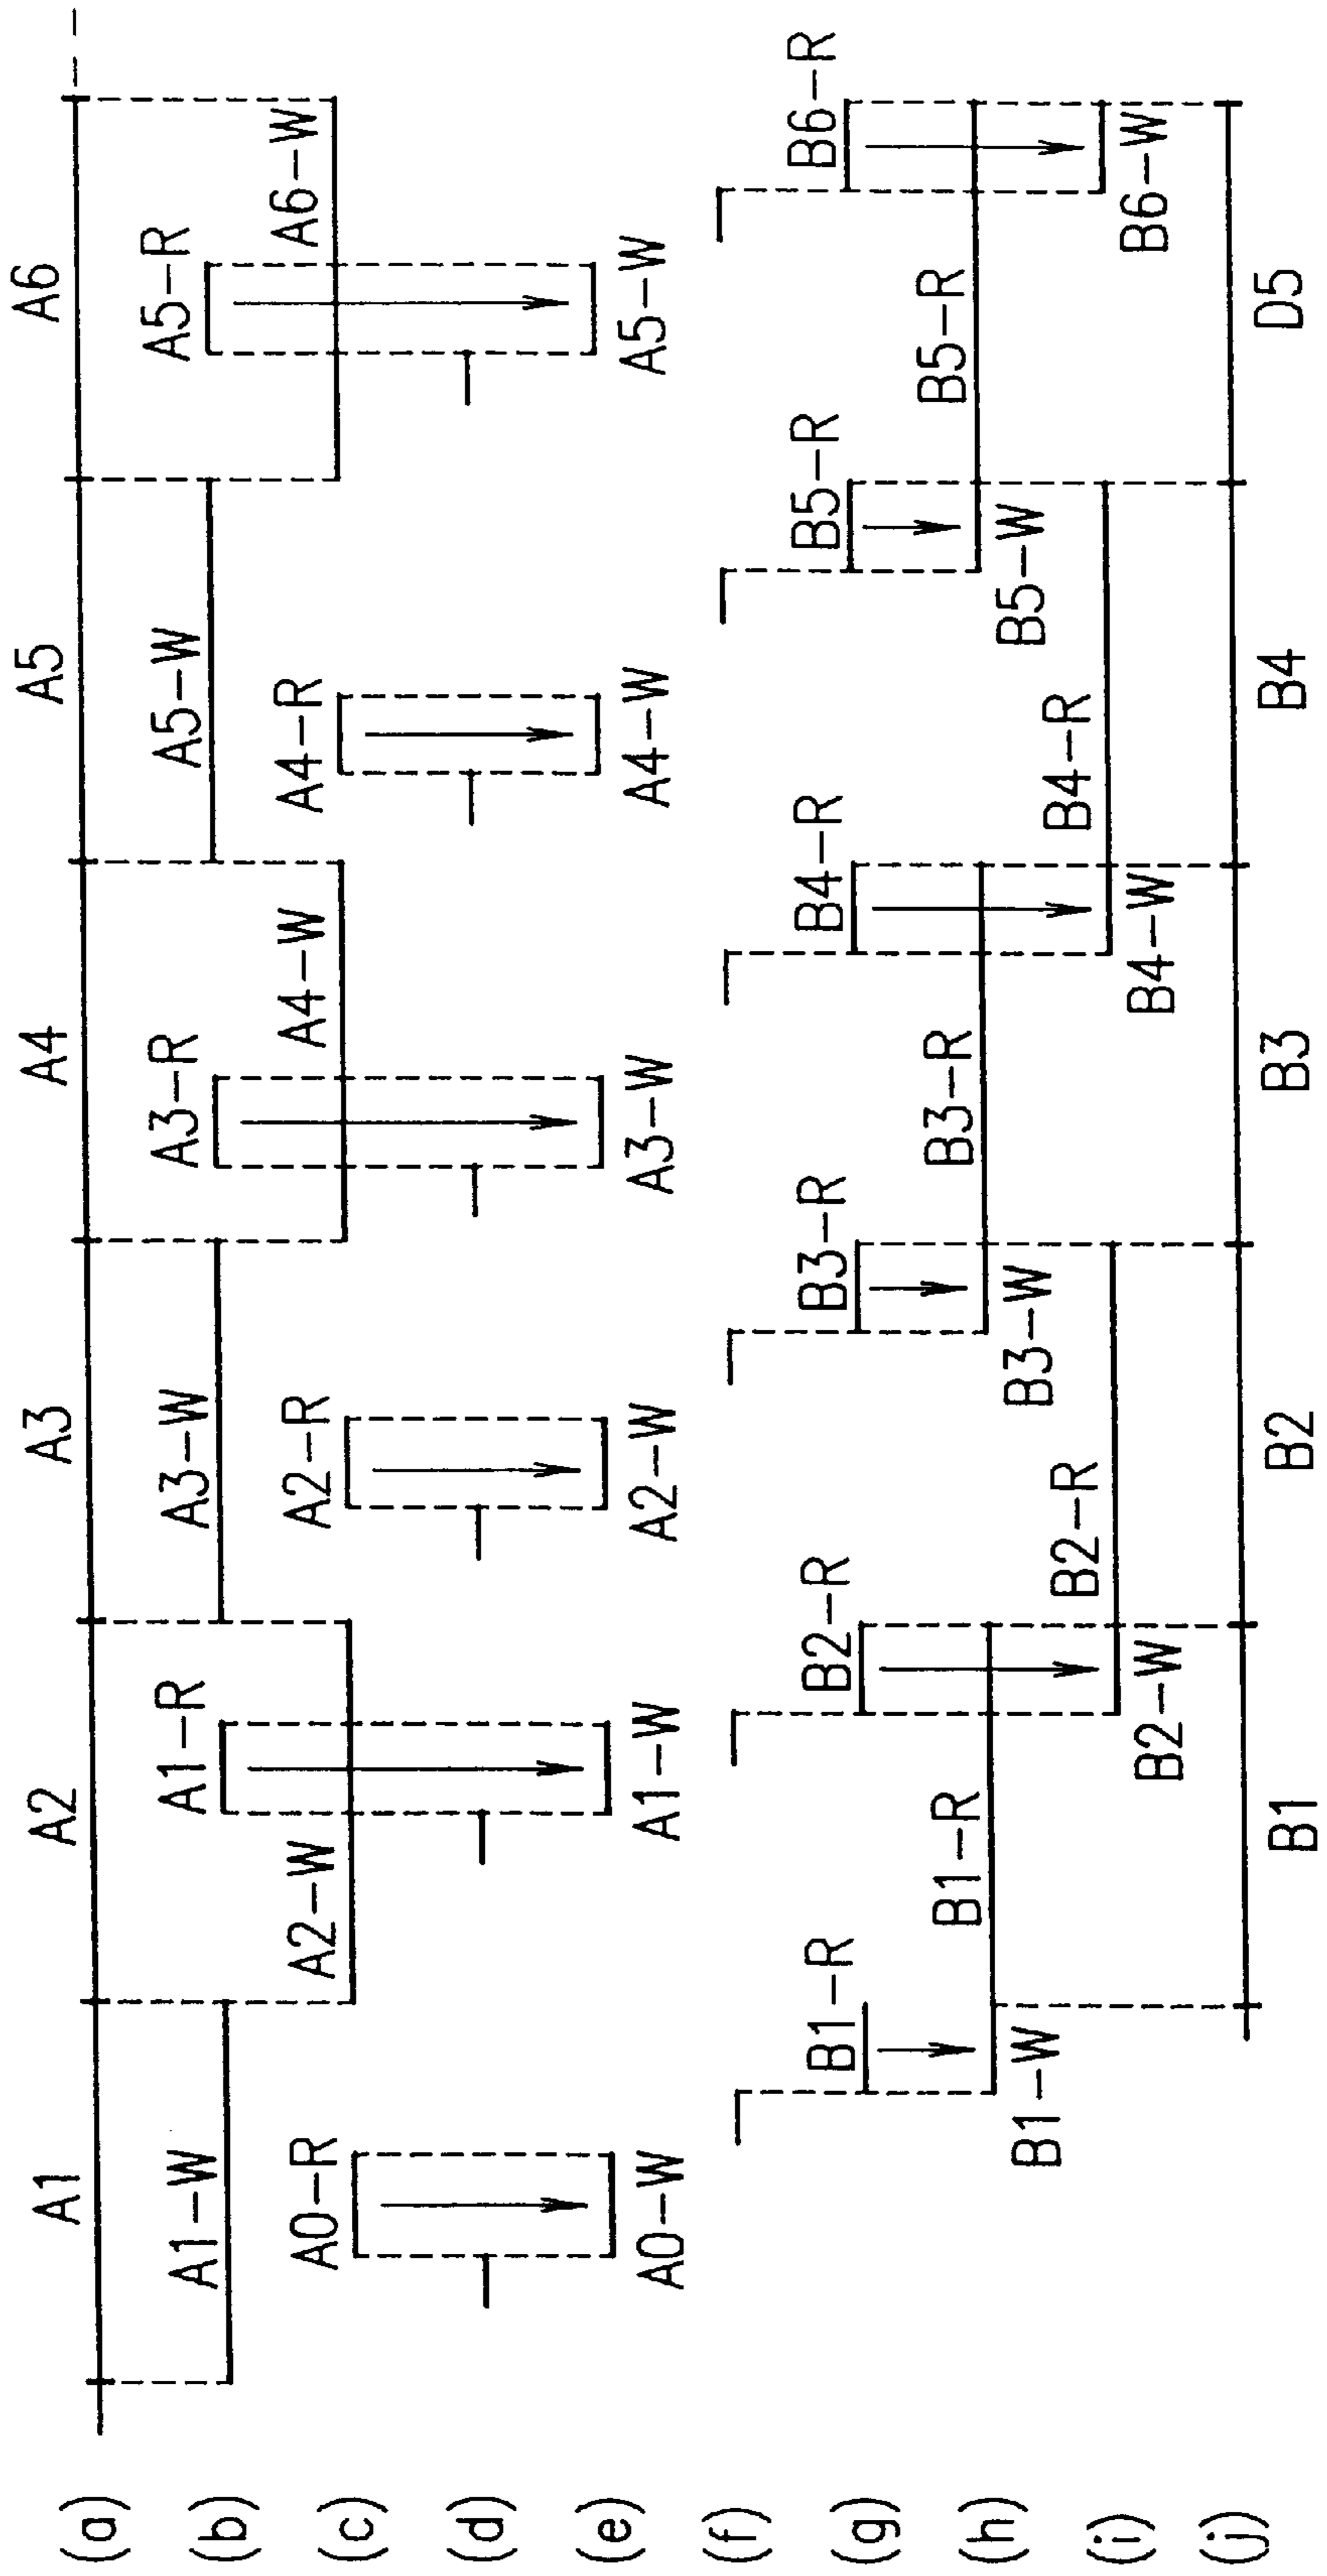 (a) A1 A2 A3 A4 A5 A6
(b) A1-W A1-R A3-W A3-R A5-W A5-R
(c) A0-R A2-W A2-R A4-W A4-R A6-W
(d)
(e) A0-W A1-W A2-W A3-W A4-W A5-W
(f)
(g) B1-R B2-R B3-R B4-R B5-R B6-R
(h) B1-W B1-R B3-W B3-R B5-W B5-R
(i) B2-W B2-R B4-W B4-R B6-W
(j) B1 B2 B3 B4 D5